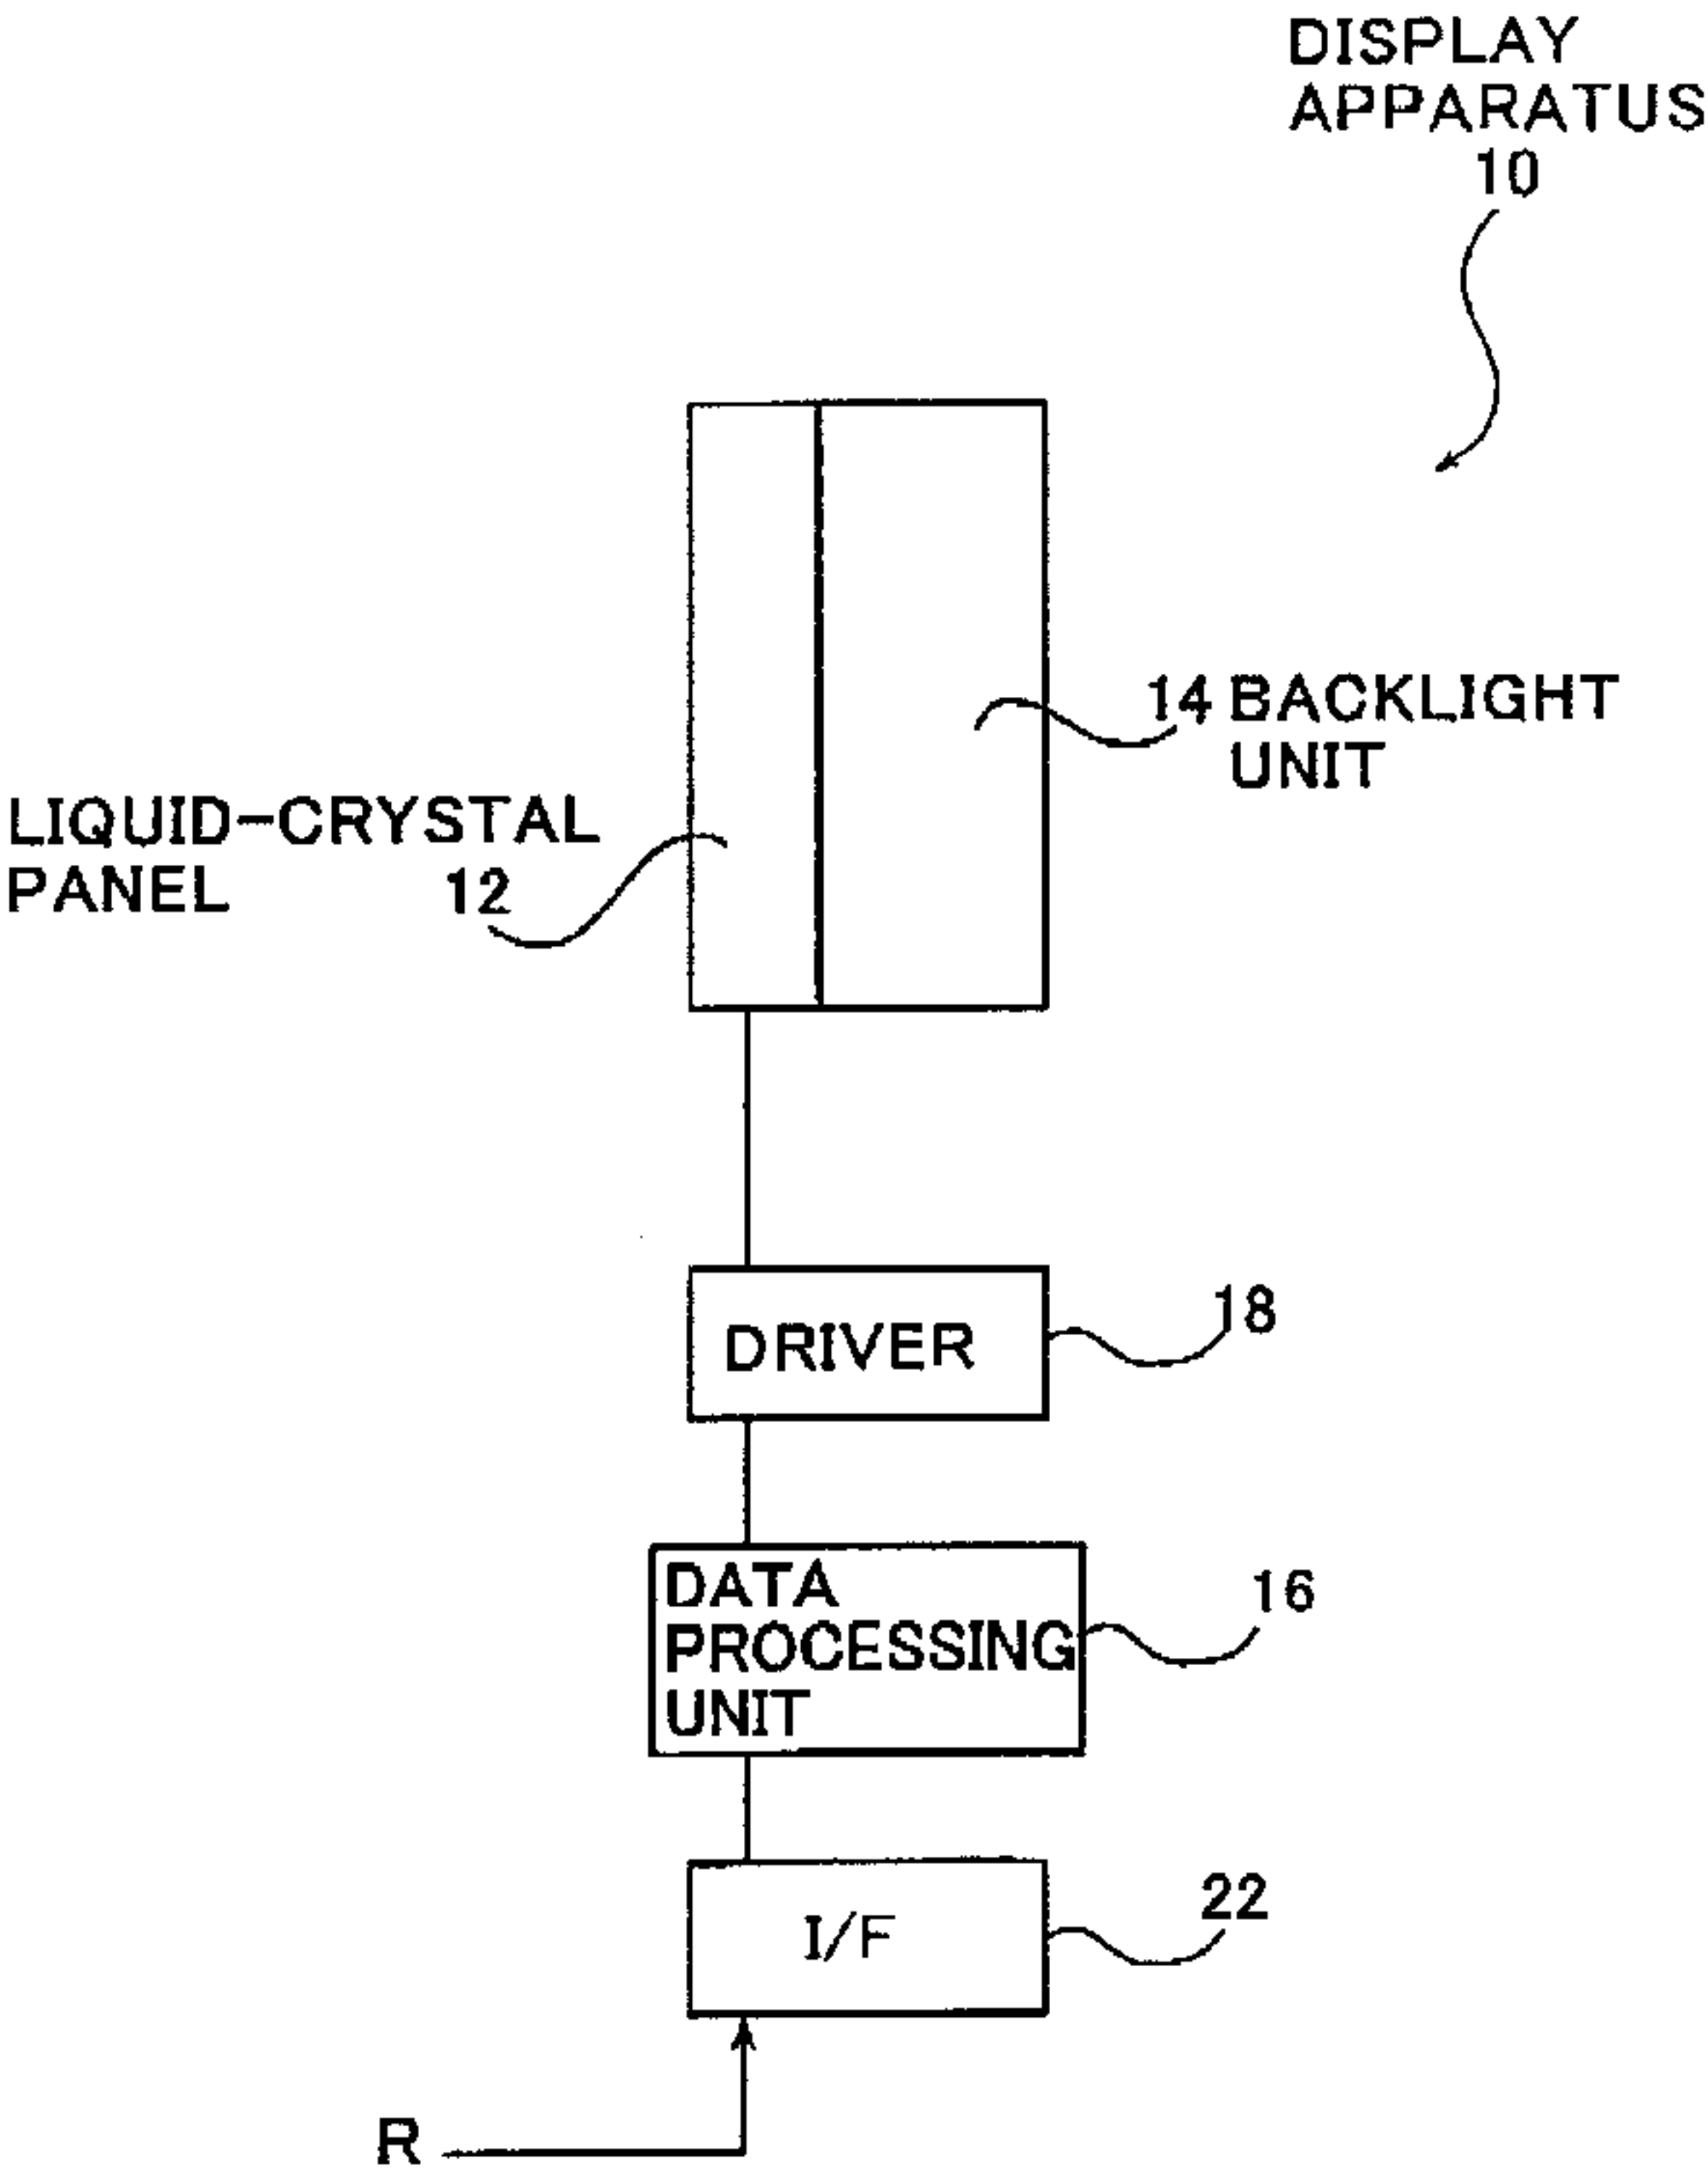 DISPLAY
APPARATUS
10
14 BACKLIGHT
UNIT
LIQUID-CRYSTAL
PANEL 12
DRIVER
18
DATA
PROCESSING
UNIT
16
I/F
22
R